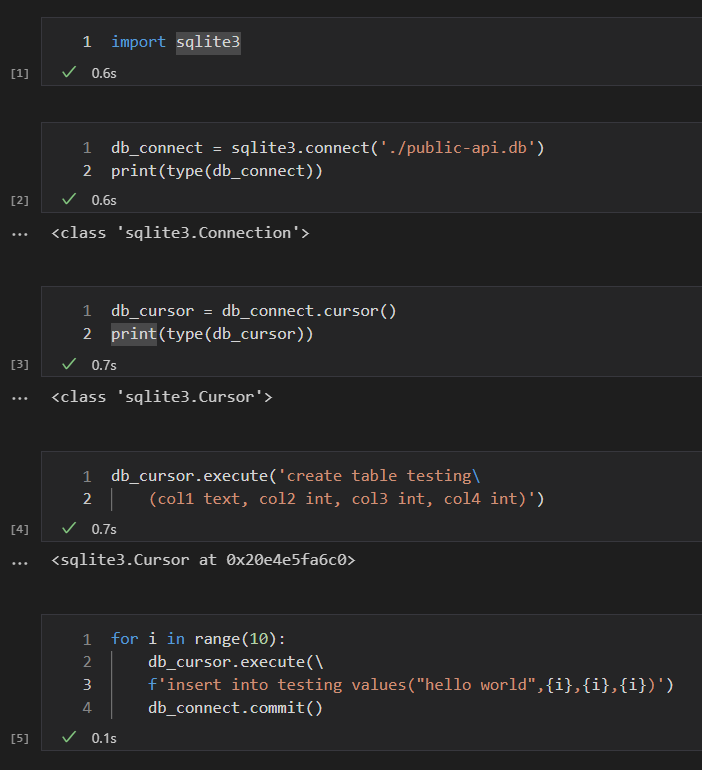 1 import sqlite3
[1] 0.6s
1 db_connect = sqlite3.connect('./public-api.db')
2 print(type(db_connect))
[2] 0.6s
... <class 'sqlite3.Connection'>
1 db_cursor = db_connect.cursor()
2 print(type(db_cursor))
[3] 0.7s
... <class 'sqlite3.Cursor'>
1 db_cursor.execute('create table testing\
2 (col1 text, col2 int, col3 int, col4 int)')
[4] 0.7s
... <sqlite3.Cursor at 0x20e4e5fa6c0>
1 for i in range(10):
2 db_cursor.execute(\
3 f'insert into testing values("hello world",{i},{i},{i})')
4 db_connect.commit()
[5] 0.1s